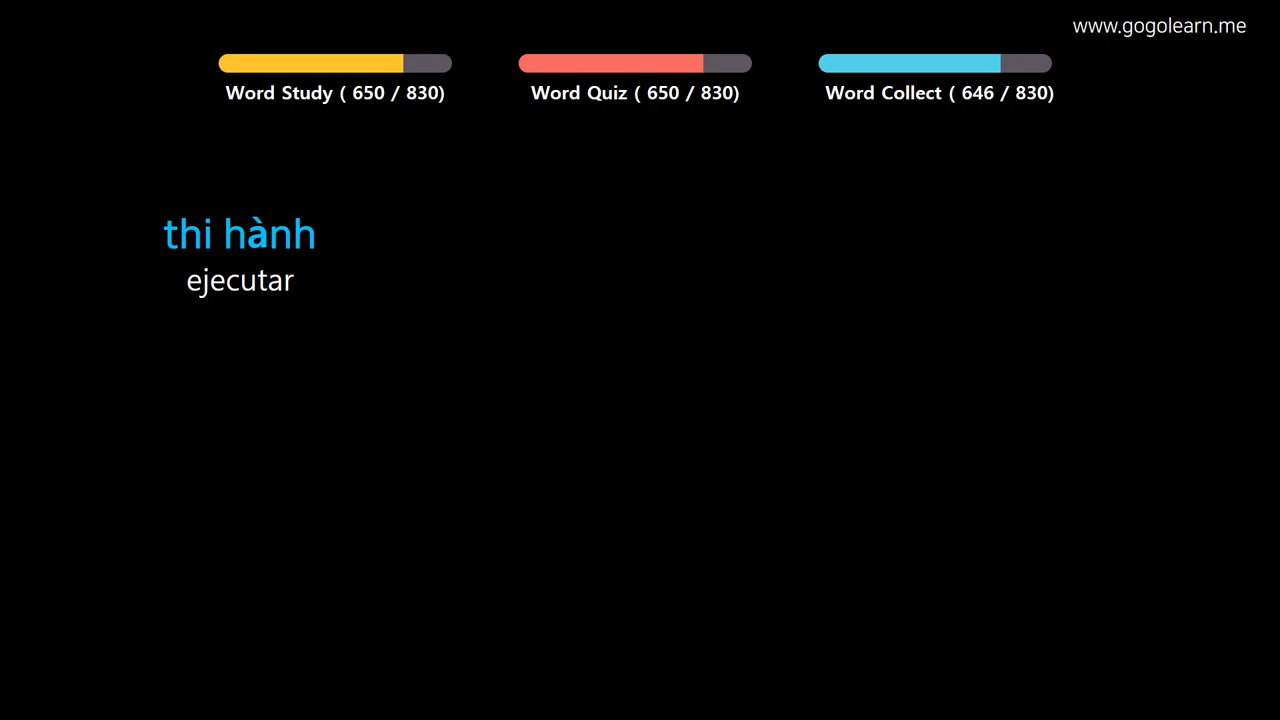 www.gogolearn.me
Word Study ( 650 / 830)
Word Quiz ( 650 / 830)
Word Collect ( 646 / 830)
thi hành
ejecutar